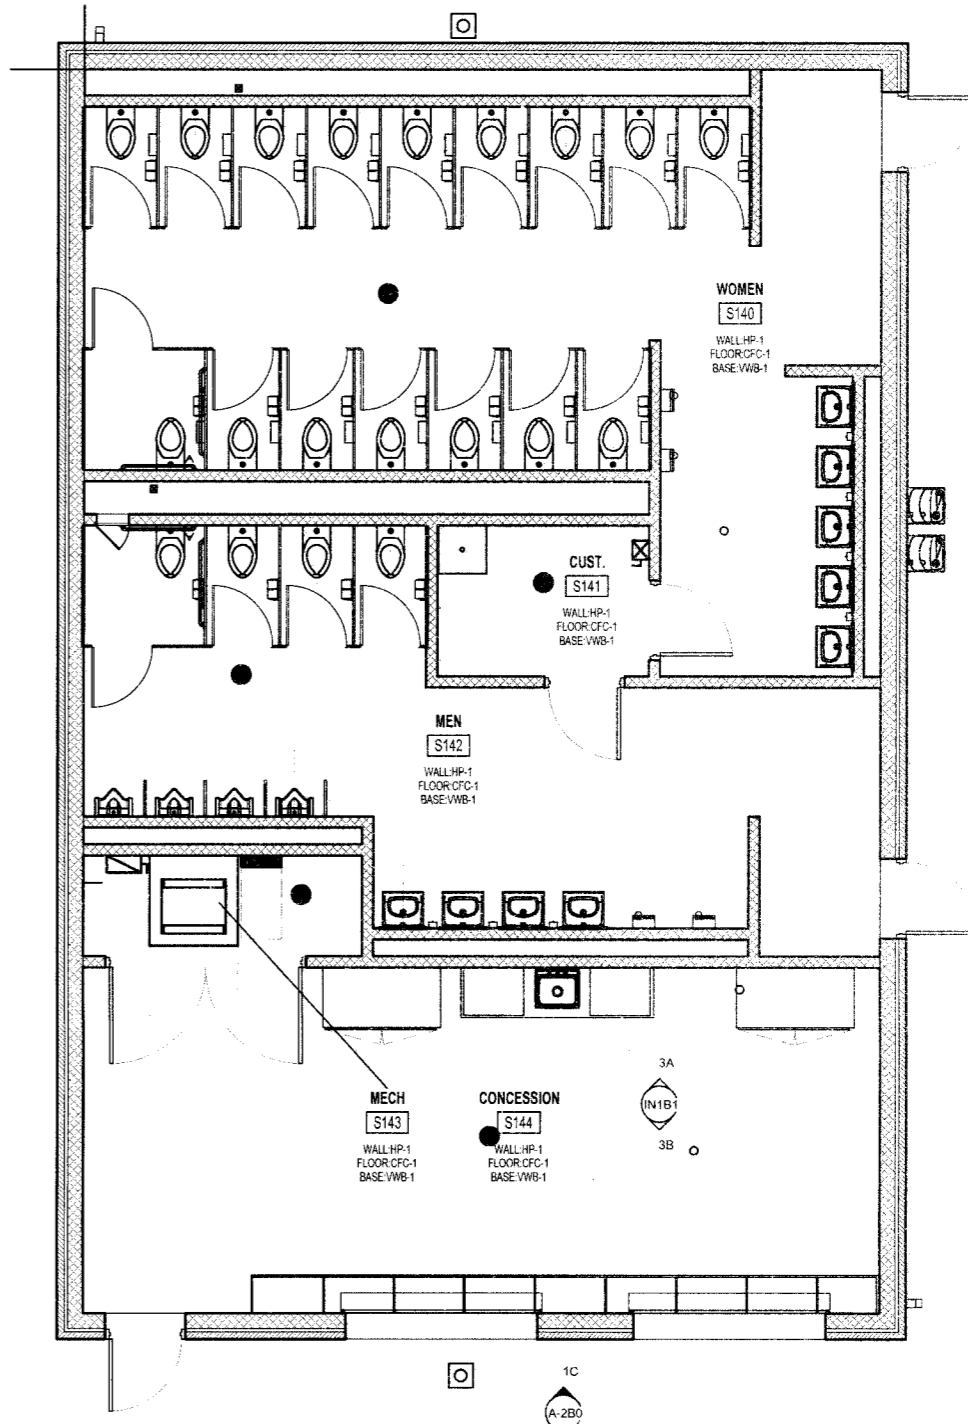 WOMEN
S140
WALL:HP-1
FLOOR:CFC-1
BASE:VWB-1
CUST.
S141
WALL:HP-1
FLOOR:CFC-1
BASE:VWB-1
MEN
S142
WALL:HP-1
FLOOR:CFC-1
BASE:VWB-1
MECH
S143
WALL:HP-1
FLOOR:CFC-1
BASE:VWB-1
CONCESSION
S144
WALL:HP-1
FLOOR:CFC-1
BASE:VWB-1
3A
IN1B1
3B
1C
A-2B0